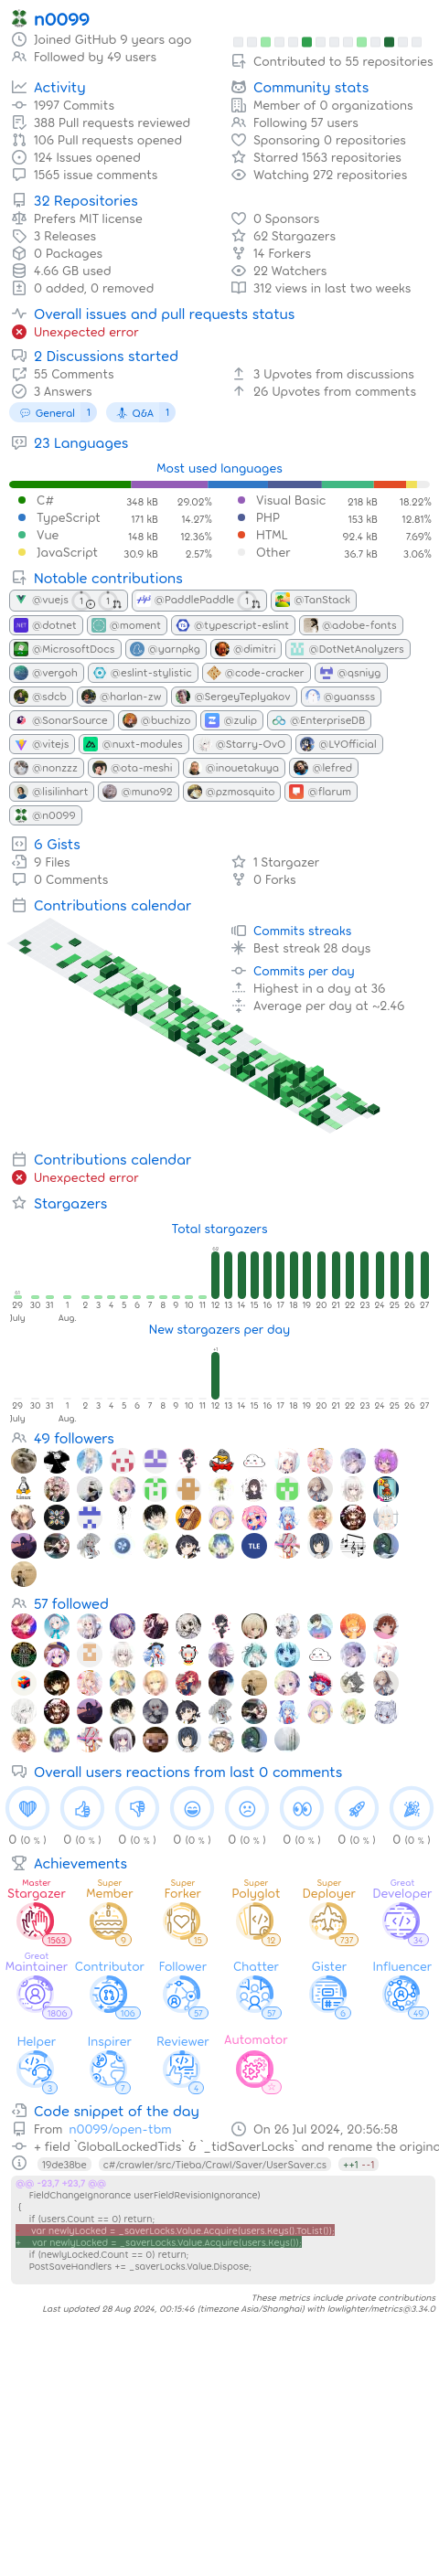 n0099
Joined GitHub 9 years ago
Followed by 49 users
Contributed to 55 repositories
Activity
1997 Commits
388 Pull requests reviewed
106 Pull requests opened
124 Issues opened
1565 issue comments
Community stats
Member of 0 organizations
Following 57 users
Sponsoring 0 repositories
Starred 1563 repositories
Watching 272 repositories
32 Repositories
Prefers MIT license
3 Releases
0 Packages
4.66 GB used
0 added, 0 removed
0 Sponsors
62 Stargazers
14 Forkers
22 Watchers
312 views in last two weeks
Overall issues and pull requests status
Unexpected error
2 Discussions started
55 Comments
3 Answers
3 Upvotes from discussions
26 Upvotes from comments
General 1 Q&A 1
23 Languages
Most used languages
C# 348 kB 29.02%
TypeScript 171 kB 14.27%
Vue 148 kB 12.36%
JavaScript 30.9 kB 2.57%
Visual Basic 218 kB 18.22%
PHP 153 kB 12.81%
HTML 92.4 kB 7.69%
Other 36.7 kB 3.06%
Notable contributions
@vuejs 1 1 @PaddlePaddle 1 @TanStack
@dotnet @moment @typescript-eslint @adobe-fonts
@MicrosoftDocs @yarnpkg @dimitri @DotNetAnalyzers
@vergoh @eslint-stylistic @code-cracker @qsniyg
@sdcb @harlan-zw @SergeyTeplyakov @guansss
@SonarSource @buchizo @zulip @EnterpriseDB
@vitejs @nuxt-modules @Starry-OvO @LYOfficial
@nonzzz @ota-meshi @inouetakuya @lefred
@lisilinhart @muno92 @pzmosquito @flarum
@n0099
6 Gists
9 Files
0 Comments
1 Stargazer
0 Forks
Contributions calendar
Commits streaks
Best streak 28 days
Commits per day
Highest in a day at 36
Average per day at ~2.46
Contributions calendar
Unexpected error
Stargazers
Total stargazers
29 30 31 1 2 3 4 5 6 7 8 9 10 11 12 13 14 15 16 17 18 19 20 21 22 23 24 25 26 27
July Aug.
New stargazers per day
+1
29 30 31 1 2 3 4 5 6 7 8 9 10 11 12 13 14 15 16 17 18 19 20 21 22 23 24 25 26 27
July Aug.
49 followers
Linux
TLE
57 followed
Overall users reactions from last 0 comments
0 (0 %) 0 (0 %) 0 (0 %) 0 (0 %) 0 (0 %) 0 (0 %) 0 (0 %) 0 (0 %)
Achievements
Master Super Super Super Super Great
Stargazer Member Forker Polyglot Deployer Developer
1563 9 15 12 737 34
Great
Maintainer Contributor Follower Chatter Gister Influencer
1806 106 57 57 6 49
Helper Inspirer Reviewer Automator
3 7 4
Code snippet of the day
From n0099/open-tbm
On 26 Jul 2024, 20:56:58
+ field `GlobalLockedTids` & `_tidSaverLocks` and rename the origina
19de38be c#/crawler/src/Tieba/Crawl/Saver/UserSaver.cs ++1 --1
@@ -23,7 +23,7 @@
FieldChangeIgnorance userFieldRevisionIgnorance)
{
if (users.Count == 0) return;
- var newlyLocked = _saverLocks.Value.Acquire(users.Keys().ToList());
+ var newlyLocked = _saverLocks.Value.Acquire(users.Keys());
if (newlyLocked.Count == 0) return;
PostSaveHandlers += _saverLocks.Value.Dispose;
These metrics include private contributions
Last updated 28 Aug 2024, 00:15:46 (timezone Asia/Shanghai) with lowlighter/metrics@3.34.0